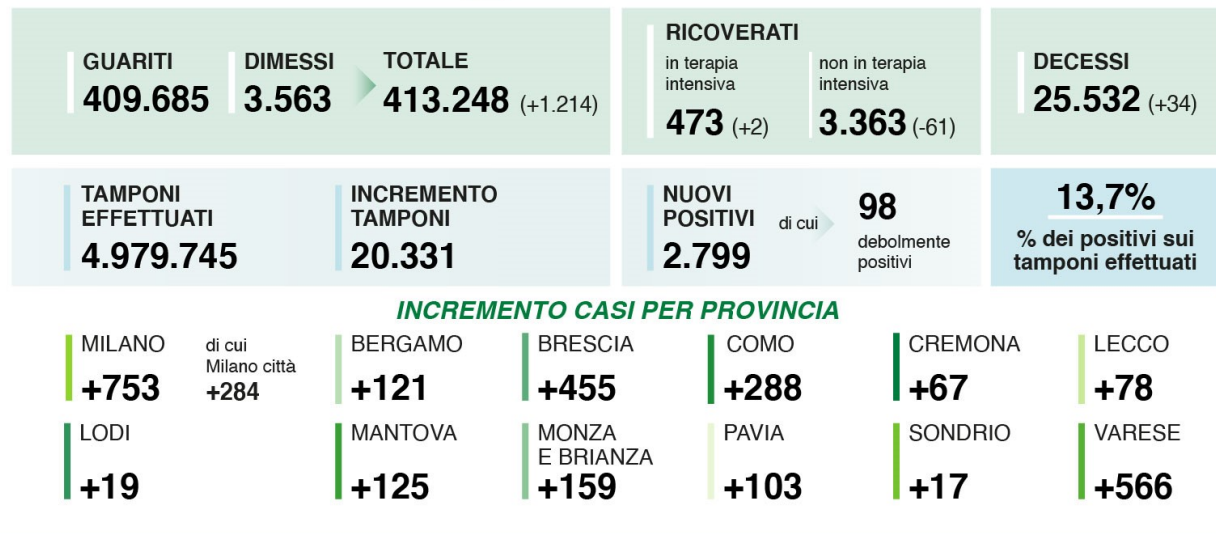 GUARITI
409.685
DIMESSI
3.563
TOTALE
413.248 (+1.214)
RICOVERATI
in terapia
intensiva
473 (+2)
non in terapia
intensiva
3.363 (-61)
DECESSI
25.532 (+34)
TAMPONI
EFFETTUATI
4.979.745
INCREMENTO
TAMPONI
20.331
NUOVI
POSITIVI
2.799
di cui
98
debolmente
positivi
13,7%
% dei positivi sui
tamponi effettuati
INCREMENTO CASI PER PROVINCIA
MILANO
+753
di cui
Milano città
+284
BERGAMO
+121
BRESCIA
+455
COMO
+288
CREMONA
+67
LECCO
+78
LODI
+19
MANTOVA
+125
MONZA
E BRIANZA
+159
PAVIA
+103
SONDRIO
+17
VARESE
+566